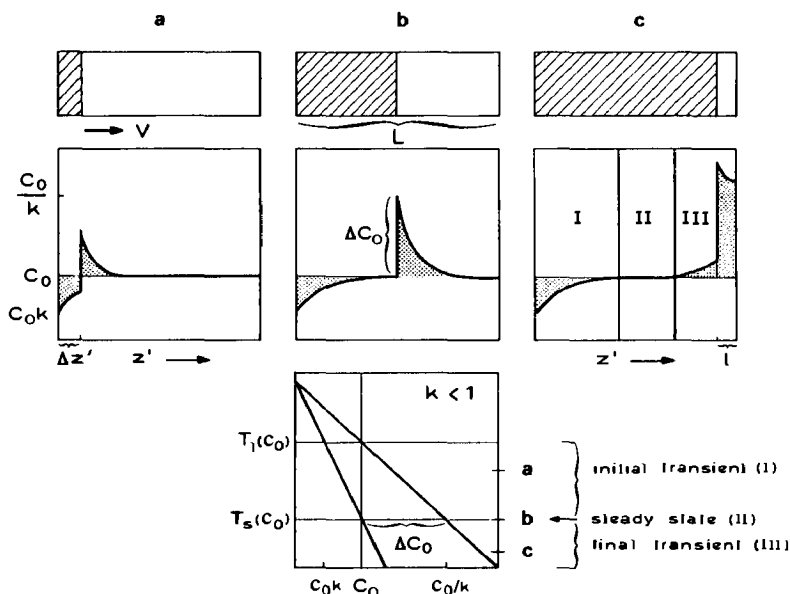 a b c
V
L
C₀/k
C₀
C₀k
ΔC₀
I II III
Δz' z'
z' l
k < 1
T₁(C₀)
Tₛ(C₀)
ΔC₀
a
b
c
initial transient (I)
steady state (II)
final transient (III)
C₀k C₀ C₀/k